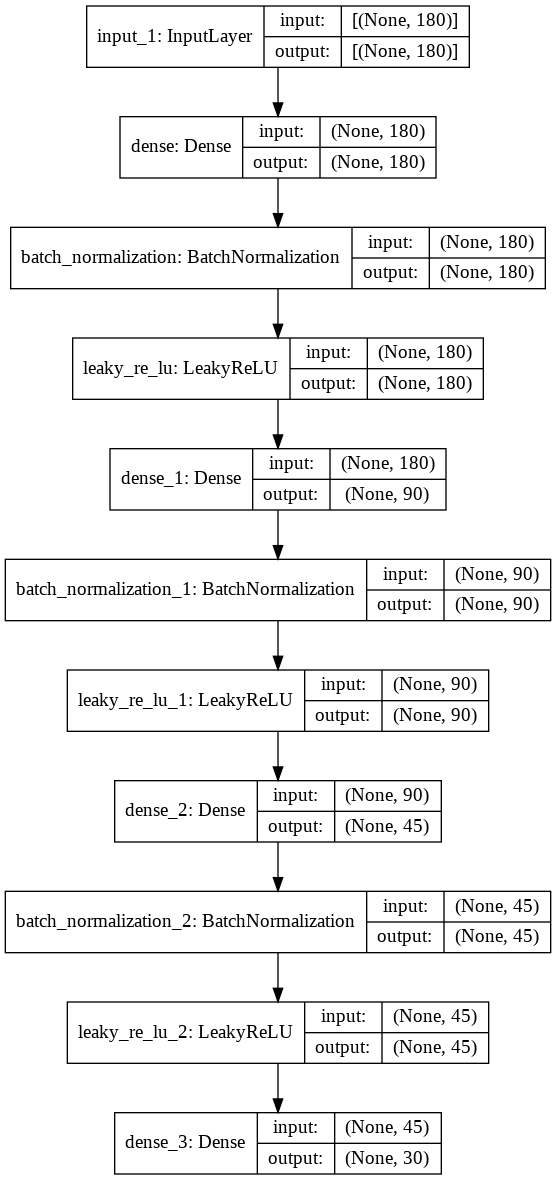 input_1: InputLayer
input: [(None, 180)]
output: [(None, 180)]
dense: Dense
input: (None, 180)
output: (None, 180)
batch_normalization: BatchNormalization
input: (None, 180)
output: (None, 180)
leaky_re_lu: LeakyReLU
input: (None, 180)
output: (None, 180)
dense_1: Dense
input: (None, 180)
output: (None, 90)
batch_normalization_1: BatchNormalization
input: (None, 90)
output: (None, 90)
leaky_re_lu_1: LeakyReLU
input: (None, 90)
output: (None, 90)
dense_2: Dense
input: (None, 90)
output: (None, 45)
batch_normalization_2: BatchNormalization
input: (None, 45)
output: (None, 45)
leaky_re_lu_2: LeakyReLU
input: (None, 45)
output: (None, 45)
dense_3: Dense
input: (None, 45)
output: (None, 30)